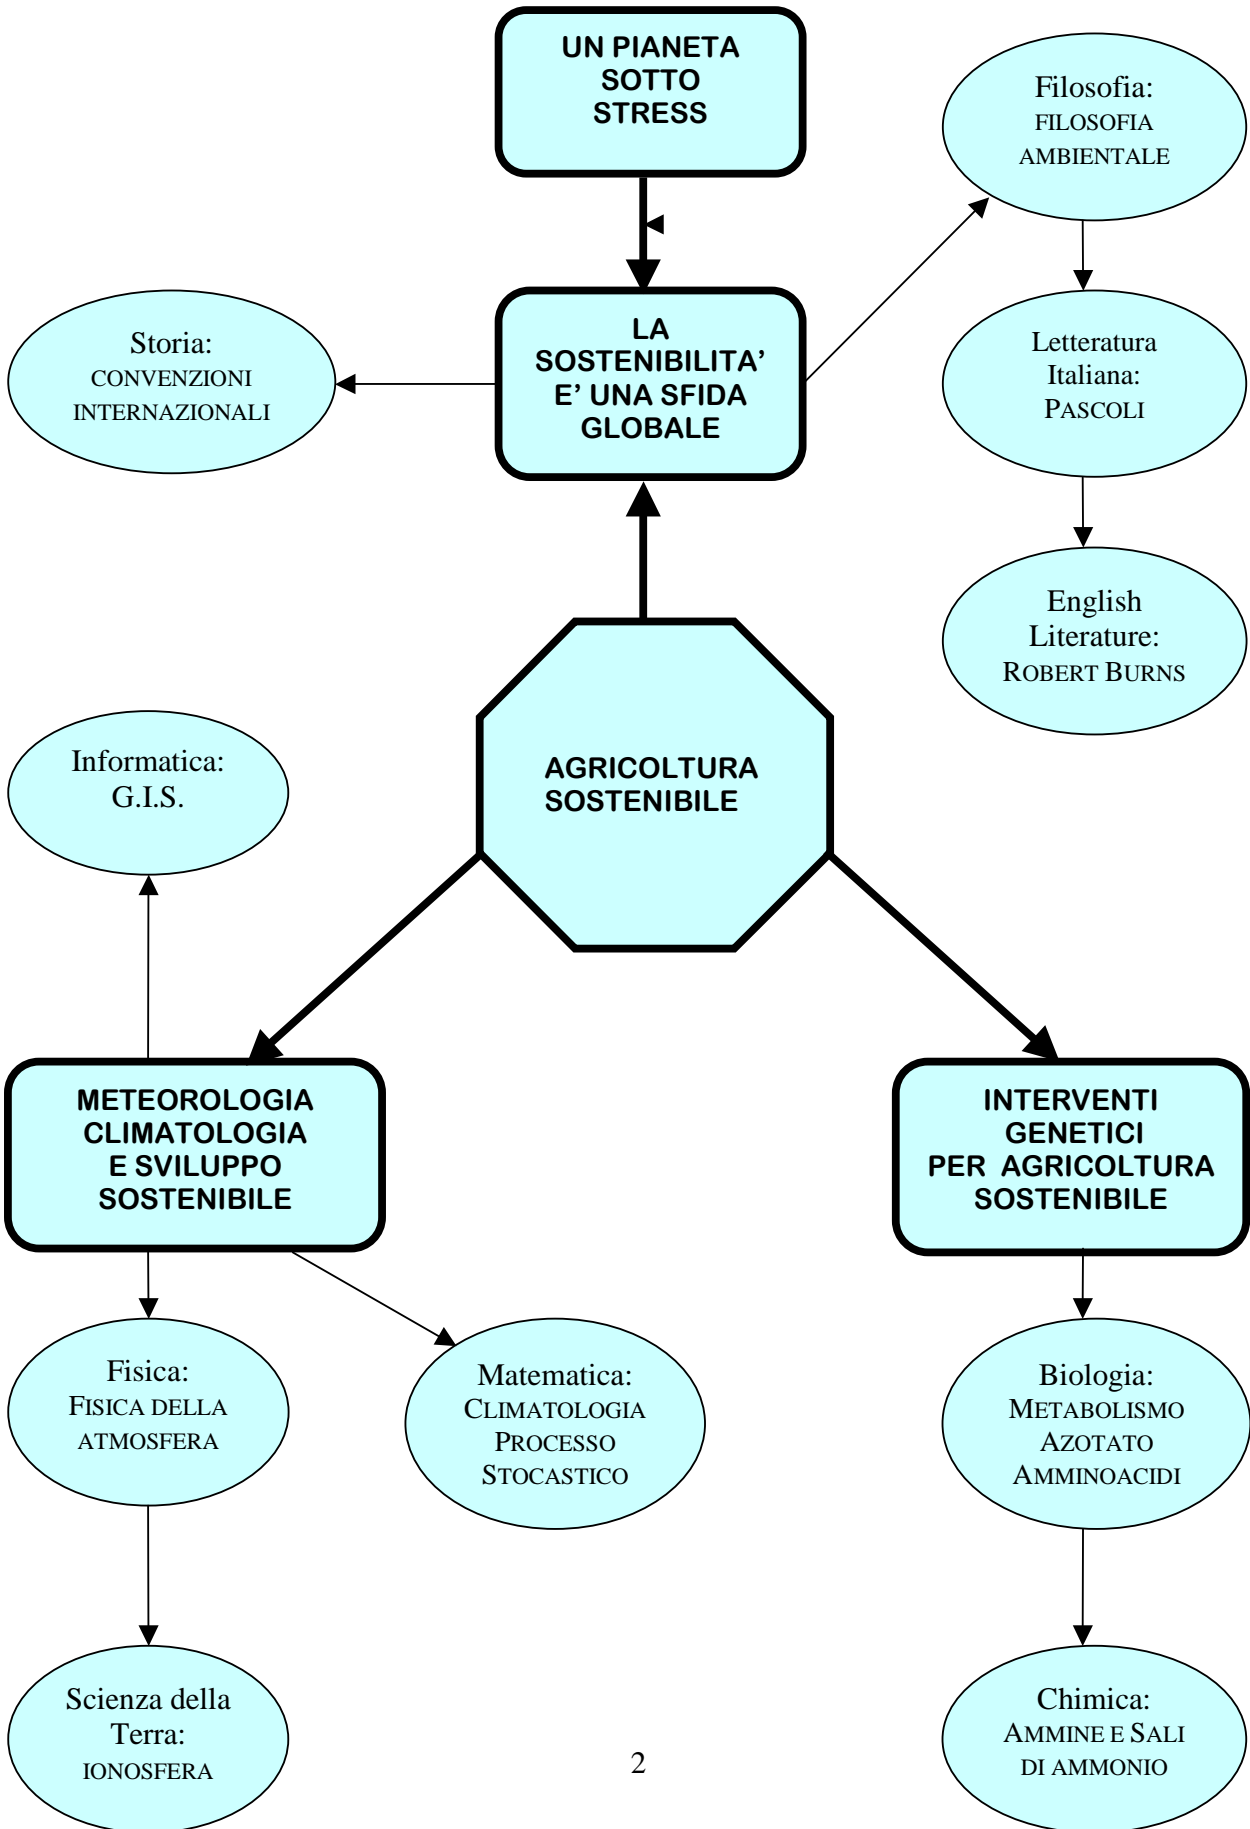 UN PIANETA
SOTTO
STRESS
Filosofia:
FILOSOFIA
AMBIENTALE
Storia:
CONVENZIONI
INTERNAZIONALI
LA
SOSTENIBILITA’
E’ UNA SFIDA
GLOBALE
Letteratura
Italiana:
PASCOLI
English
Literature:
ROBERT BURNS
Informatica:
G.I.S.
AGRICOLTURA
SOSTENIBILE
METEOROLOGIA
CLIMATOLOGIA
E SVILUPPO
SOSTENIBILE
INTERVENTI
GENETICI
PER AGRICOLTURA
SOSTENIBILE
Fisica:
FISICA DELLA
ATMOSFERA
Matematica:
CLIMATOLOGIA
PROCESSO
STOCASTICO
Biologia:
METABOLISMO
AZOTATO
AMMINOACIDI
Scienza della
Terra:
IONOSFERA
Chimica:
AMMINE E SALI
DI AMMONIO
2